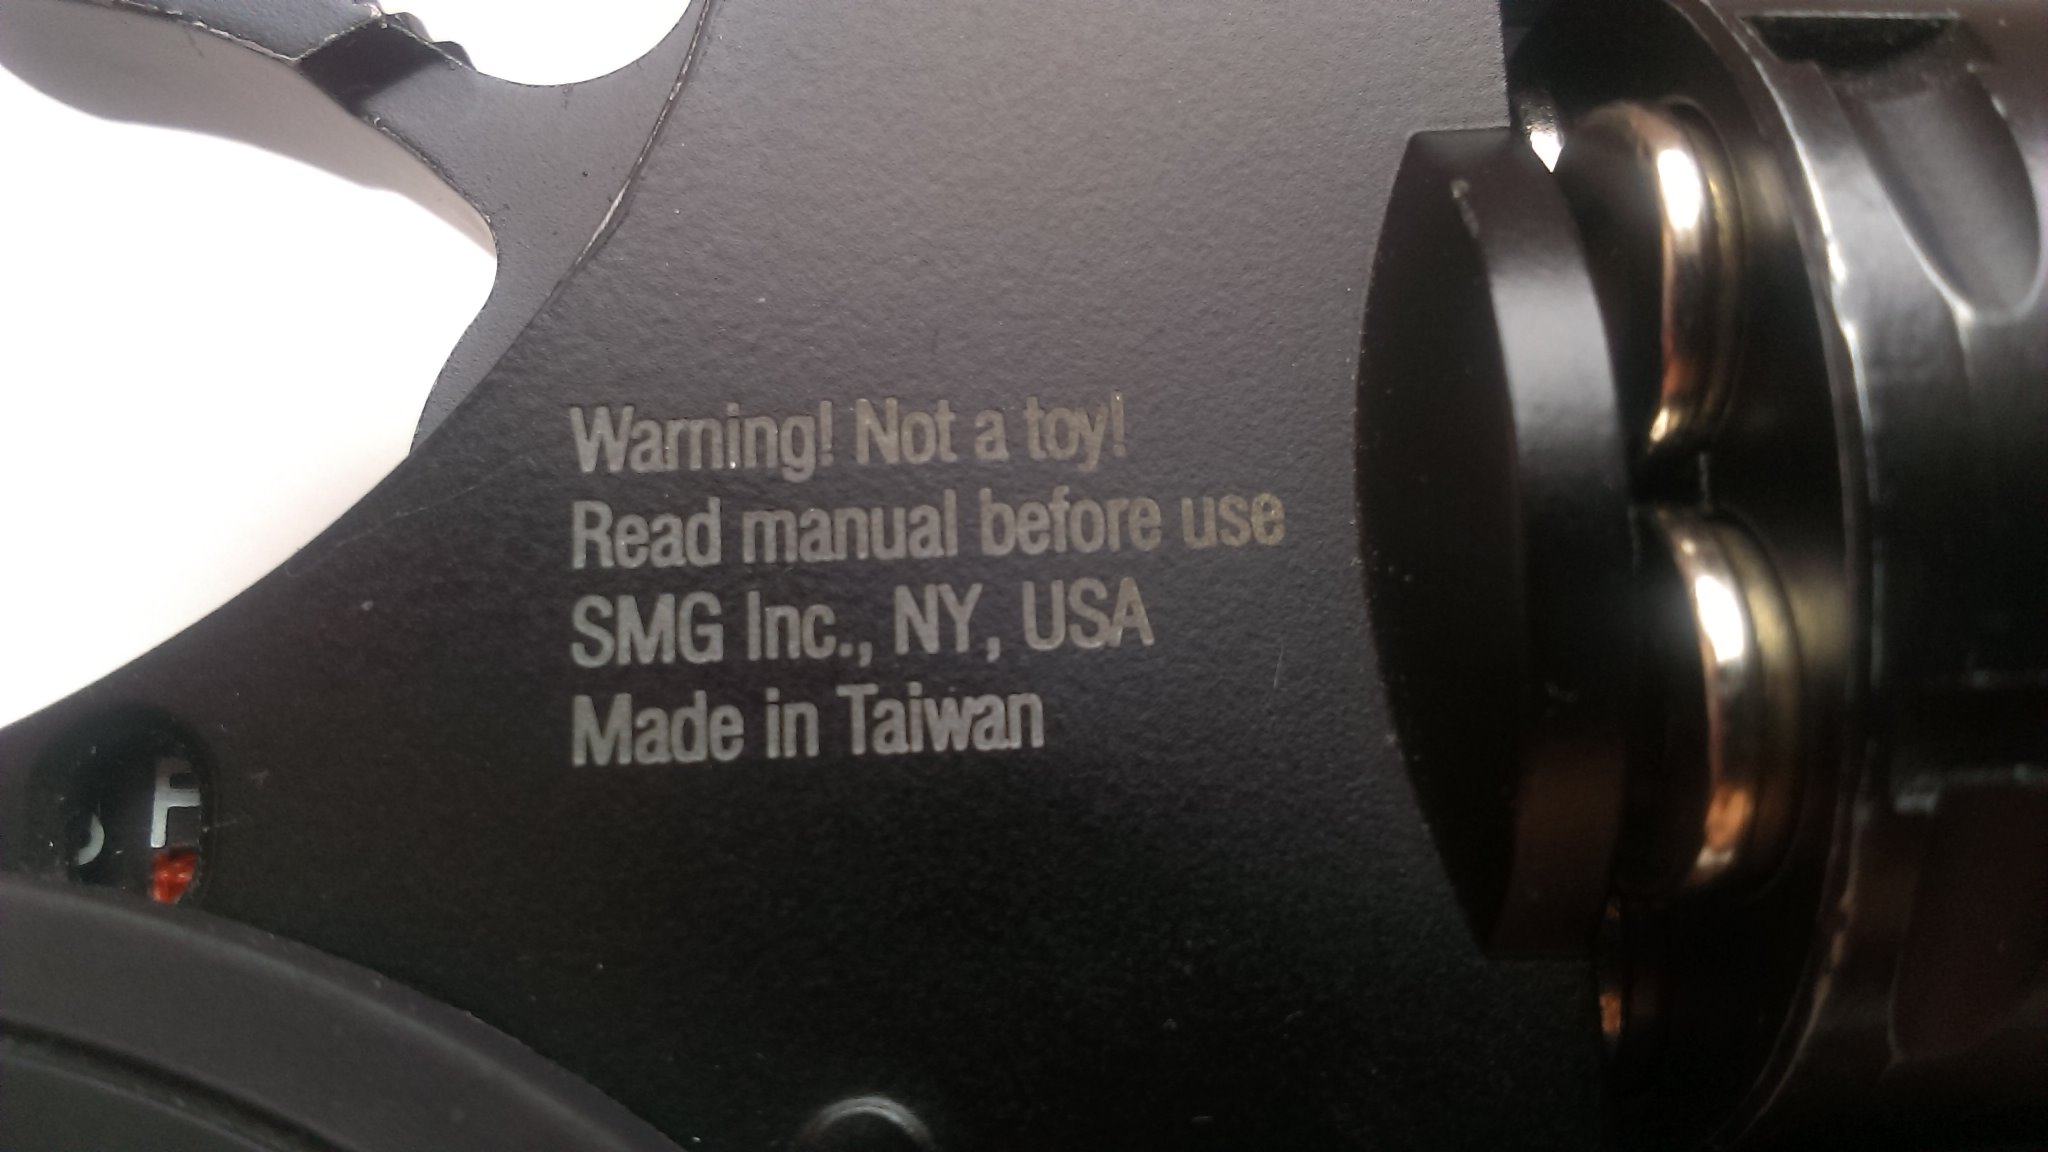 Warning! Not a toy!
Read manual before use
SMG Inc., NY, USA
Made in Taiwan
F